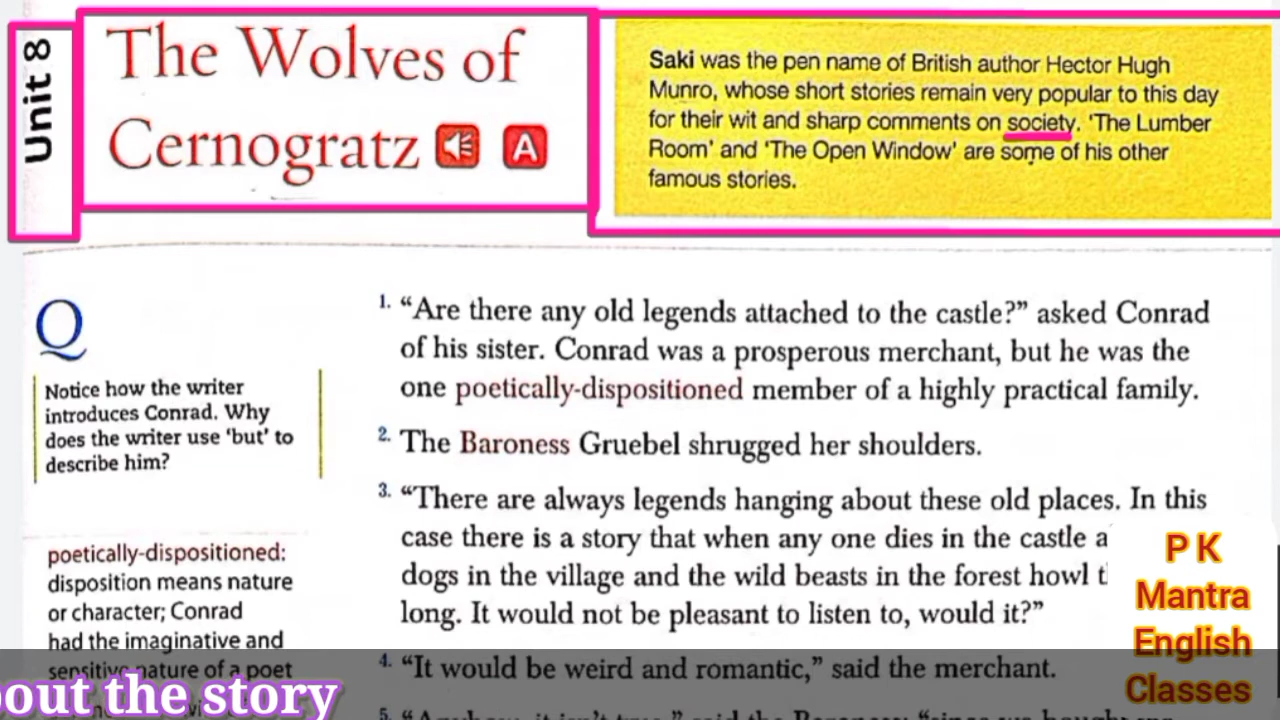 Unit 8
The Wolves of
Cernogratz
A
Saki was the pen name of British author Hector Hugh
Munro, whose short stories remain very popular to this day
for their wit and sharp comments on society. 'The Lumber
Room' and 'The Open Window' are some of his other
famous stories.
Q
Notice how the writer
introduces Conrad. Why
does the writer use 'but' to
describe him?
poetically-dispositioned:
disposition means nature
or character; Conrad
had the imaginative and
sensitive nature of a poet
1. “Are there any old legends attached to the castle?” asked Conrad
of his sister. Conrad was a prosperous merchant, but he was the
one poetically-dispositioned member of a highly practical family.
2. The Baroness Gruebel shrugged her shoulders.
3. “There are always legends hanging about these old places. In this
case there is a story that when any one dies in the castle a
dogs in the village and the wild beasts in the forest howl
long. It would not be pleasant to listen to, would it?”
4. “It would be weird and romantic,” said the merchant.
5.
P K
Mantra
English
Classes
out the story